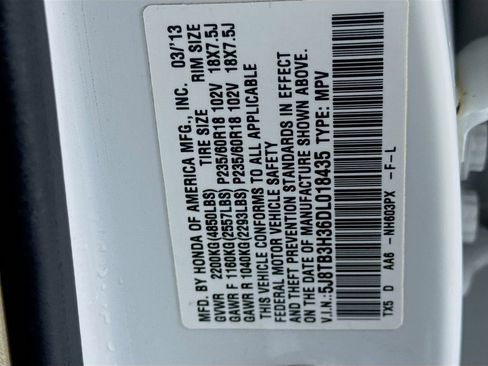 MFD. BY HONDA OF AMERICA MFG., INC. 03/'13
TIRE SIZE RIM SIZE
GVWR 2200KG(4850LBS)
GAWR F 1160KG(2557LBS) P235/60R18 102V 18X7.5J
GAWR R 1040KG(2293LBS) P235/60R18 102V 18X7.5J
THIS VEHICLE CONFORMS TO ALL APPLICABLE
FEDERAL MOTOR VEHICLE SAFETY
AND THEFT PREVENTION STANDARDS IN EFFECT
ON THE DATE OF MANUFACTURE SHOWN ABOVE.
V.I.N.: 5J8TB3H36DL018435 TYPE: MPV
TX5 D AA6 -NH603PX -F-L